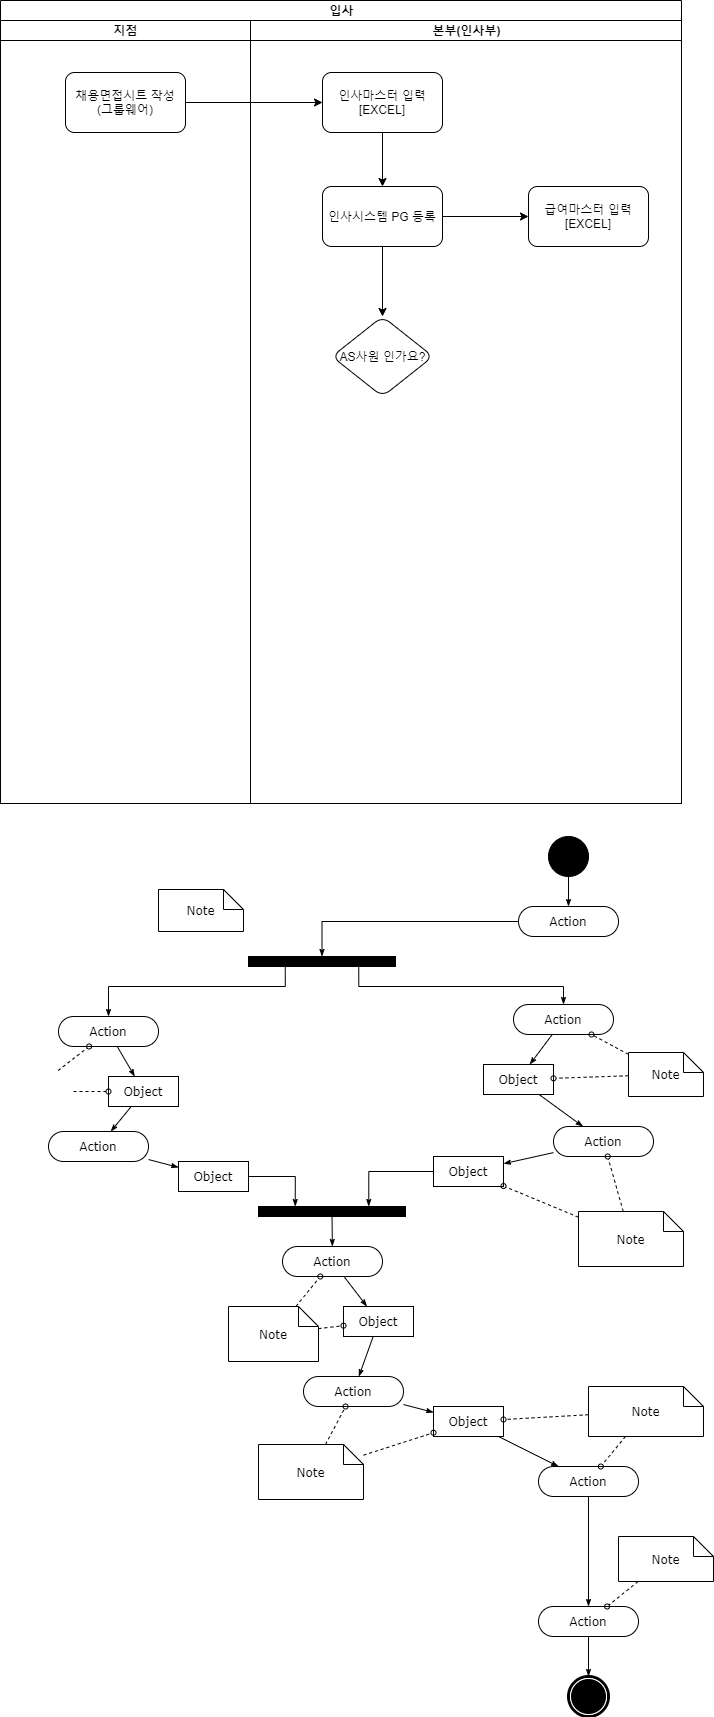 입사
지점
본부(인사부)
채용면접시트 작성
(그룹웨어)
인사마스터 입력
[EXCEL]
인사시스템 PG 등록
급여마스터 입력
[EXCEL]
AS사원 인가요?
Note
Action
Action
Action
Object
Object
Note
Action
Action
Object
Object
Note
Action
Note
Object
Action
Object
Note
Note
Action
Note
Action